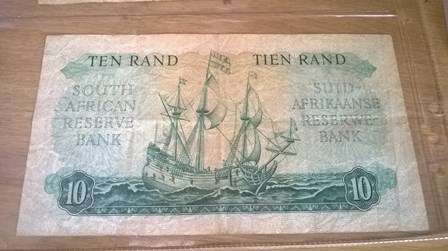 TEN RAND
TIEN RAND
SOUTH
AFRICAN
RESERVE
BANK
SUID-
AFRIKAANSE
RESERWE-
BANK
10
10